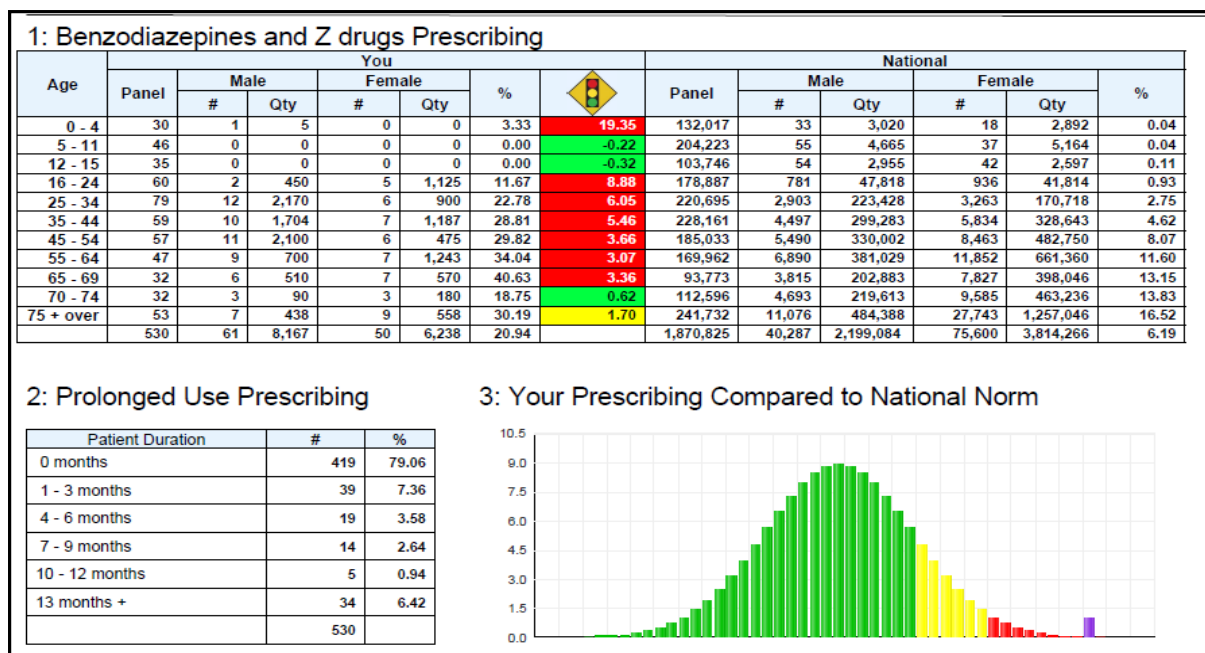 1: Benzodiazepines and Z drugs Prescribing
Age You National
Panel Male Female % Panel Male Female %
# Qty # Qty # Qty # Qty
0 - 4 30 1 5 0 0 3.33 19.35 132,017 33 3,020 18 2,892 0.04
5 - 11 46 0 0 0 0 0.00 -0.22 204,223 55 4,665 37 5,164 0.04
12 - 15 35 0 0 0 0 0.00 -0.32 103,746 54 2,955 42 2,597 0.11
16 - 24 60 2 450 5 1,125 11.67 8.88 178,887 781 47,818 936 41,814 0.93
25 - 34 79 12 2,170 6 900 22.78 6.05 220,695 2,903 223,428 3,263 170,718 2.75
35 - 44 59 10 1,704 7 1,187 28.81 5.46 228,161 4,497 299,283 5,834 328,643 4.62
45 - 54 57 11 2,100 6 475 29.82 3.66 185,033 5,490 330,002 8,463 482,750 8.07
55 - 64 47 9 700 7 1,243 34.04 3.07 169,962 6,890 381,029 11,852 661,360 11.60
65 - 69 32 6 510 7 570 40.63 3.36 93,773 3,815 202,883 7,827 398,046 13.15
70 - 74 32 3 90 3 180 18.75 0.62 112,596 4,693 219,613 9,585 463,236 13.83
75 + over 53 7 438 9 558 30.19 1.70 241,732 11,076 484,388 27,743 1,257,046 16.52
530 61 8,167 50 6,238 20.94 1,870,825 40,287 2,199,084 75,600 3,814,266 6.19
2: Prolonged Use Prescribing
Patient Duration # %
0 months 419 79.06
1 - 3 months 39 7.36
4 - 6 months 19 3.58
7 - 9 months 14 2.64
10 - 12 months 5 0.94
13 months + 34 6.42
530
3: Your Prescribing Compared to National Norm
10.5
9.0
7.5
6.0
4.5
3.0
1.5
0.0